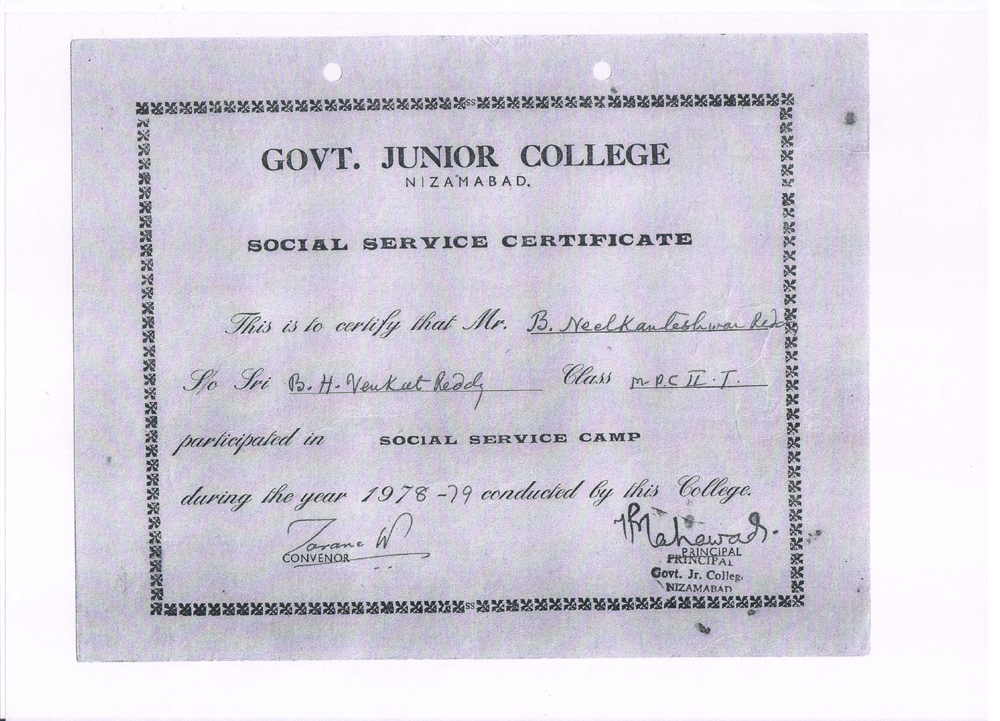 GOVT. JUNIOR COLLEGE
NIZAMABAD.
SOCIAL SERVICE CERTIFICATE
This is to certify that Mr. B. Neelkanteshwar Reddy
S/o Sri B. H. Venkat Reddy Class M.P.C II. T.
participated in SOCIAL SERVICE CAMP
during the year 1978-79 conducted by this College.
CONVENOR
PRINCIPAL
PRINCIPAL
Govt. Jr. College
NIZAMABAD